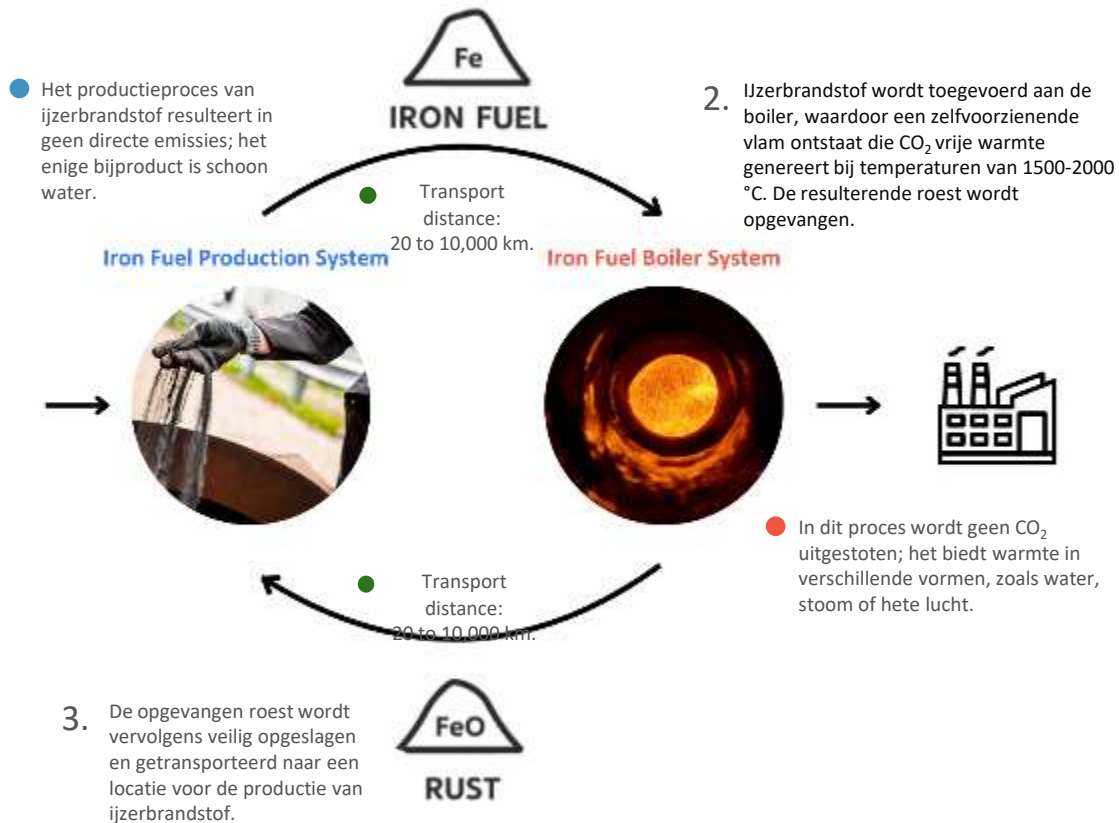 Fe
IRON FUEL
Het productieproces van
ijzerbrandstof resulteert in
geen directe emissies; het
enige bijproduct is schoon
water.
2.
IJzerbrandstof wordt toegevoerd aan de
boiler, waardoor een zelfvoorzienende
vlam ontstaat die CO₂ vrije warmte
genereert bij temperaturen van 1500-2000
°C. De resulterende roest wordt
opgevangen.
Transport
distance:
20 to 10,000 km.
Iron Fuel Production System
Iron Fuel Boiler System
In dit proces wordt geen CO₂
uitgestoten; het biedt warmte in
verschillende vormen, zoals water,
stoom of hete lucht.
Transport
distance:
20 to 10,000 km.
3.
De opgevangen roest wordt
vervolgens veilig opgeslagen
en getransporteerd naar een
locatie voor de productie van
ijzerbrandstof.
FeO
RUST